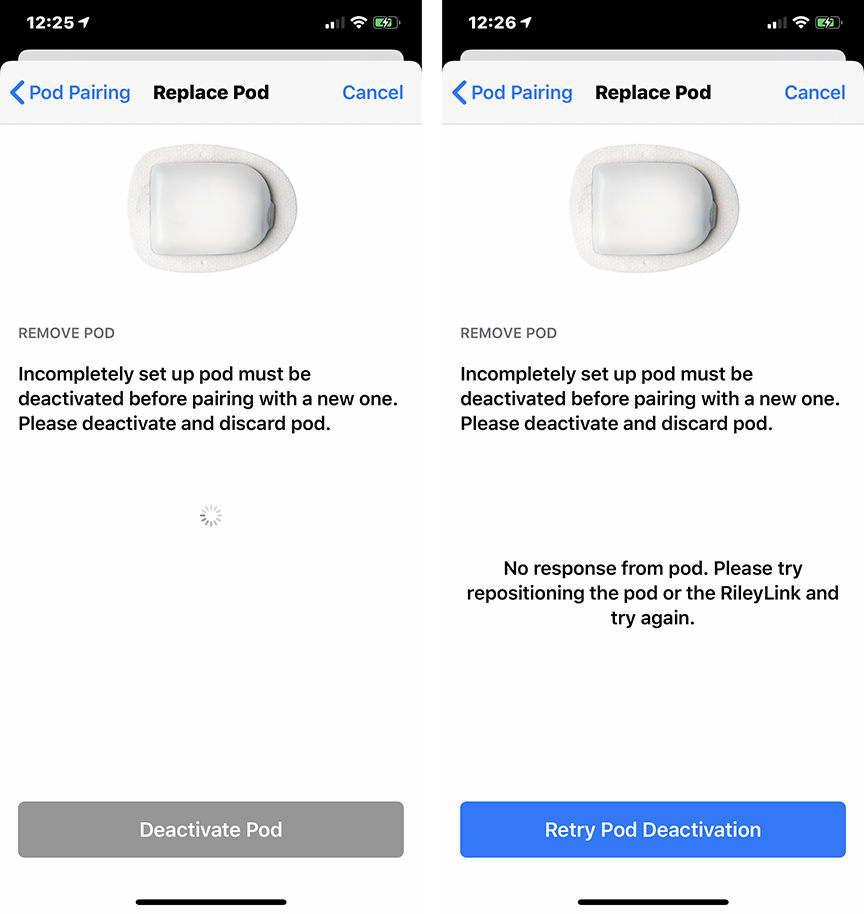 12:25
Pod Pairing
Replace Pod
Cancel
REMOVE POD
Incompletely set up pod must be
deactivated before pairing with a new one.
Please deactivate and discard pod.
Deactivate Pod
12:26
Pod Pairing
Replace Pod
Cancel
REMOVE POD
Incompletely set up pod must be
deactivated before pairing with a new one.
Please deactivate and discard pod.
No response from pod. Please try
repositioning the pod or the RileyLink and
try again.
Retry Pod Deactivation